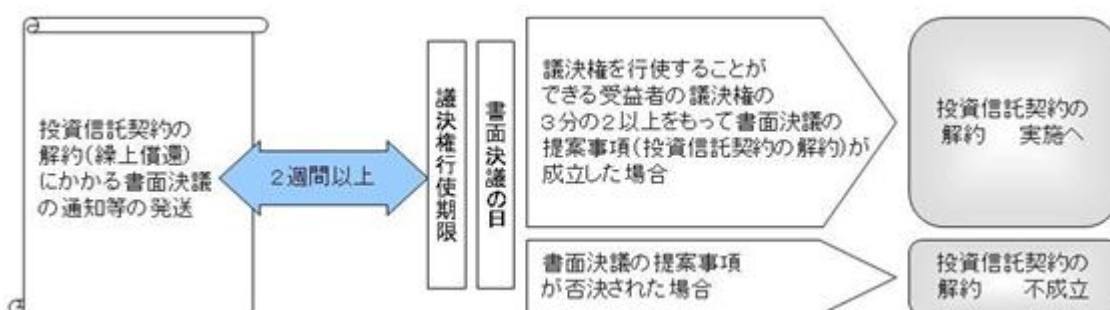 投資信託契約の
解約(繰上償還)
にかかる書面決議
の通知等の発送
2週間以上
議決権行使期限
書面決議の日
議決権を行使することが
できる受益者の議決権の
3分の2以上をもって書面決議の
提案事項(投資信託契約の解約)が
成立した場合
投資信託契約の
解約 実施へ
書面決議の提案事項
が否決された場合
投資信託契約の
解約 不成立